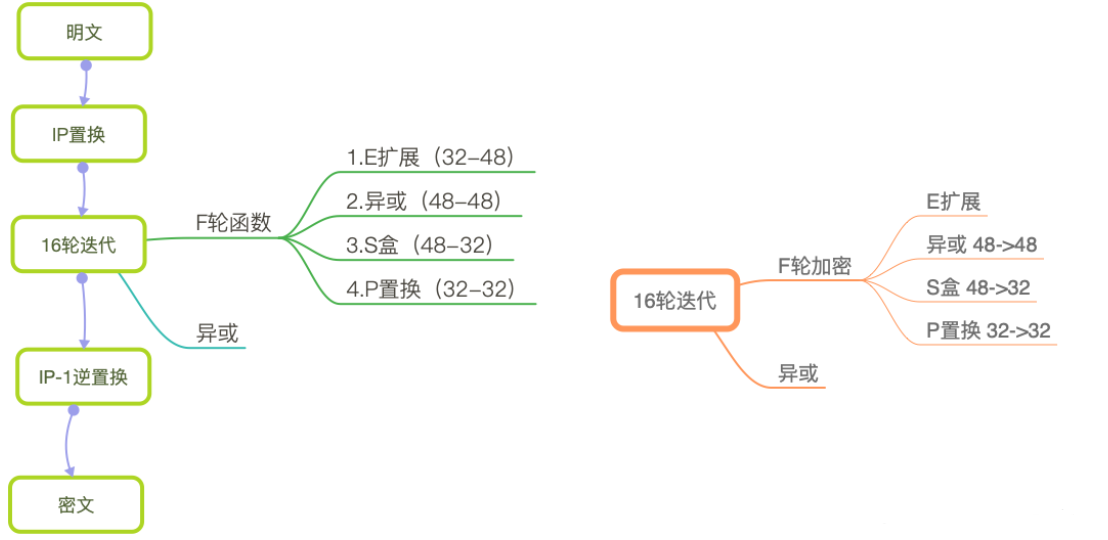 明文
IP置换
16轮迭代
F轮函数
1.E扩展（32–48）
2.异或（48–48）
3.S盒（48–32）
4.P置换（32–32）
异或
IP-1逆置换
密文
16轮迭代
F轮加密
E扩展
异或 48->48
S盒 48->32
P置换 32->32
异或